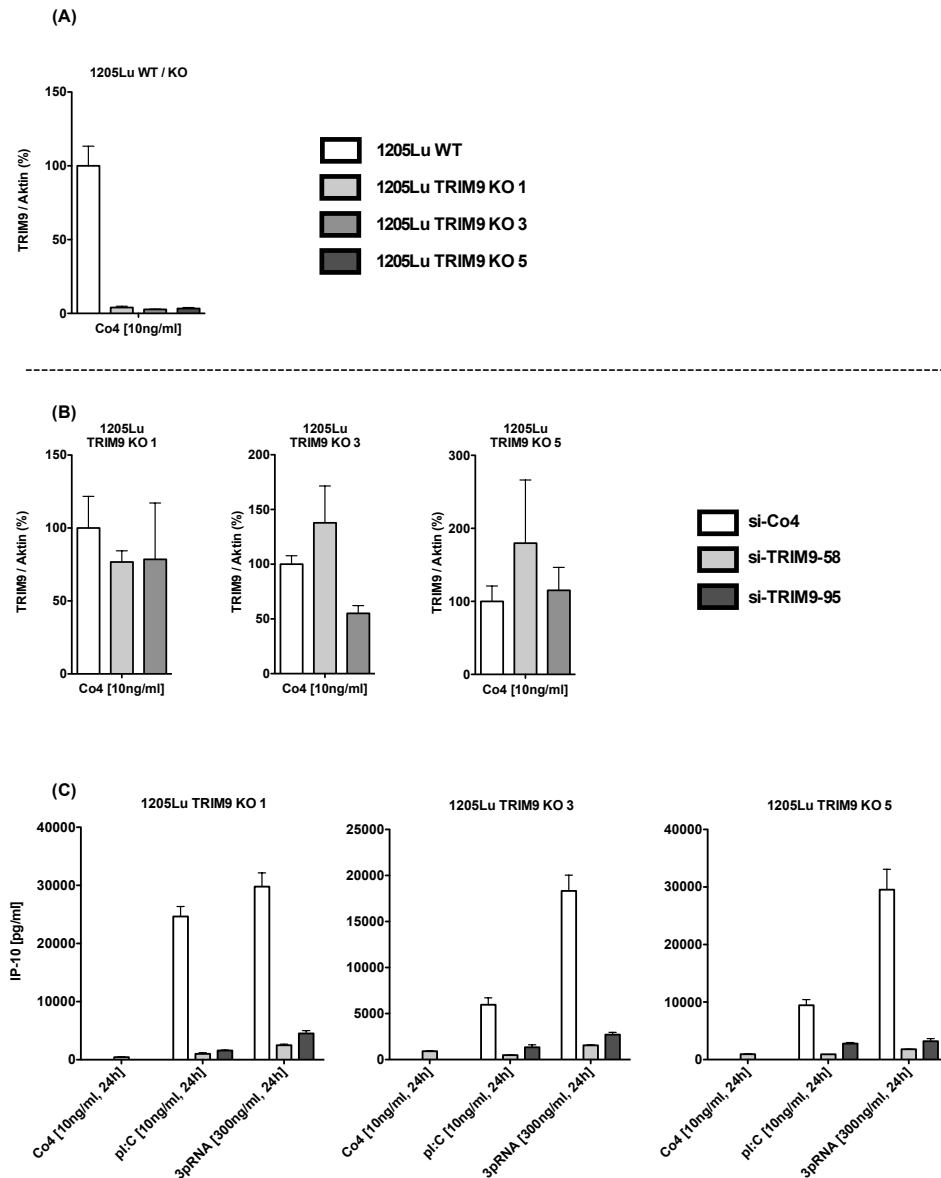 (A)
1205Lu WT / KO
150
100
50
0
TRIM9 / Aktin (%)
Co4 [10ng/ml]
1205Lu WT
1205Lu TRIM9 KO 1
1205Lu TRIM9 KO 3
1205Lu TRIM9 KO 5
(B)
1205Lu
TRIM9 KO 1
150
100
50
0
TRIM9 / Aktin (%)
Co4 [10ng/ml]
1205Lu
TRIM9 KO 3
200
150
100
50
0
TRIM9 / Aktin (%)
Co4 [10ng/ml]
1205Lu
TRIM9 KO 5
300
200
100
0
TRIM9 / Aktin (%)
Co4 [10ng/ml]
si-Co4
si-TRIM9-58
si-TRIM9-95
(C)
1205Lu TRIM9 KO 1
40000
30000
20000
10000
0
IP-10 [pg/ml]
Co4 [10ng/ml, 24h]
pI:C [10ng/ml, 24h]
3pRNA [300ng/ml, 24h]
1205Lu TRIM9 KO 3
25000
20000
15000
10000
5000
0
Co4 [10ng/ml, 24h]
pI:C [10ng/ml, 24h]
3pRNA [300ng/ml, 24h]
1205Lu TRIM9 KO 5
40000
30000
20000
10000
0
Co4 [10ng/ml, 24h]
pI:C [10ng/ml, 24h]
3pRNA [300ng/ml, 24h]